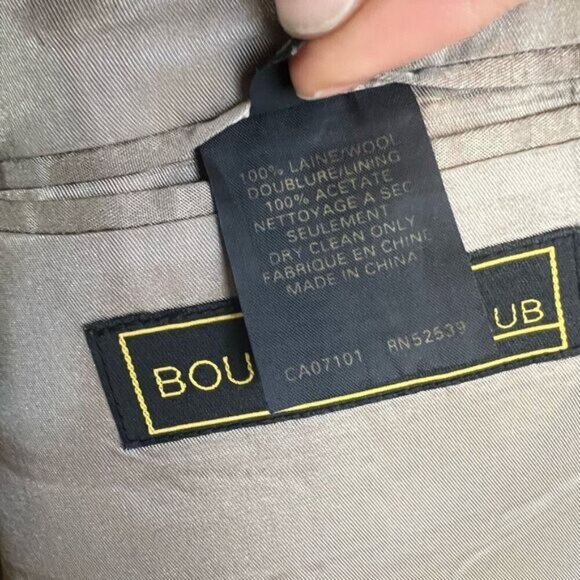 100% LAINE/WOOL
DOUBLURE/LINING
100% ACETATE
NETTOYAGE A SEC
SEULEMENT
DRY CLEAN ONLY
FABRIQUE EN CHINE
MADE IN CHINA
CA07101 RN52539
BOU UB